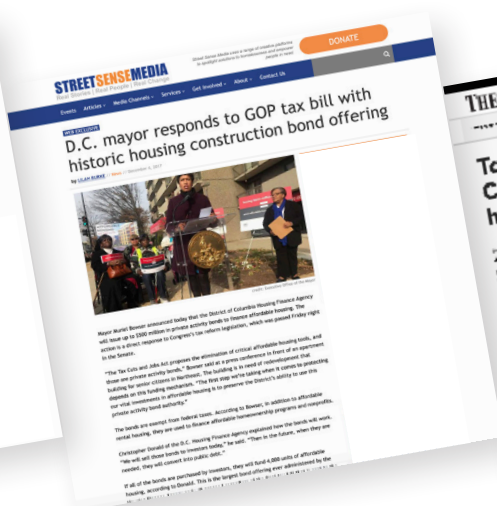 STREETSENSEMEDIA
Real Stories | Real People | Real Change
Street Sense Media uses a range of creative platforms
to spotlight solutions to homelessness and empower
people in need
DONATE
Events Articles Media Channels Services Get Involved About Contact Us
WEB EXCLUSIVE
D.C. mayor responds to GOP tax bill with
historic housing construction bond offering
by LILAH BURKE // News // December 5, 2017
Credit: Executive Office of the Mayor
Mayor Muriel Bowser announced today that the District of Columbia Housing Finance Agency
will issue up to $500 million in private activity bonds to finance affordable housing. The
action is a direct response to Congress's tax reform legislation, which was passed Friday night
in the Senate.
"The Tax Cuts and Jobs Act proposes the elimination of critical affordable housing tools, and
those are private activity bonds," Bowser said at a press conference in front of an apartment
building for senior citizens in Northeast. The building is in need of redevelopment that
depends on this funding mechanism. "The first step we're taking when it comes to protecting
our vital investments in affordable housing is to preserve the District's ability to use this
private activity bond authority."
The bonds are exempt from federal taxes. According to Bowser, in addition to affordable
rental housing, they are used to finance affordable homeownership programs and nonprofits.
Christopher Donald of the D.C. Housing Finance Agency explained how the bonds will work.
"We will sell those bonds to investors today," he said. "Then in the future, when they are
needed, they will convert into public debt."
If all of the bonds are purchased by investors, they will fund 4,000 units of affordable
housing, according to Donald. This is the largest bond offering ever administered by the
THE